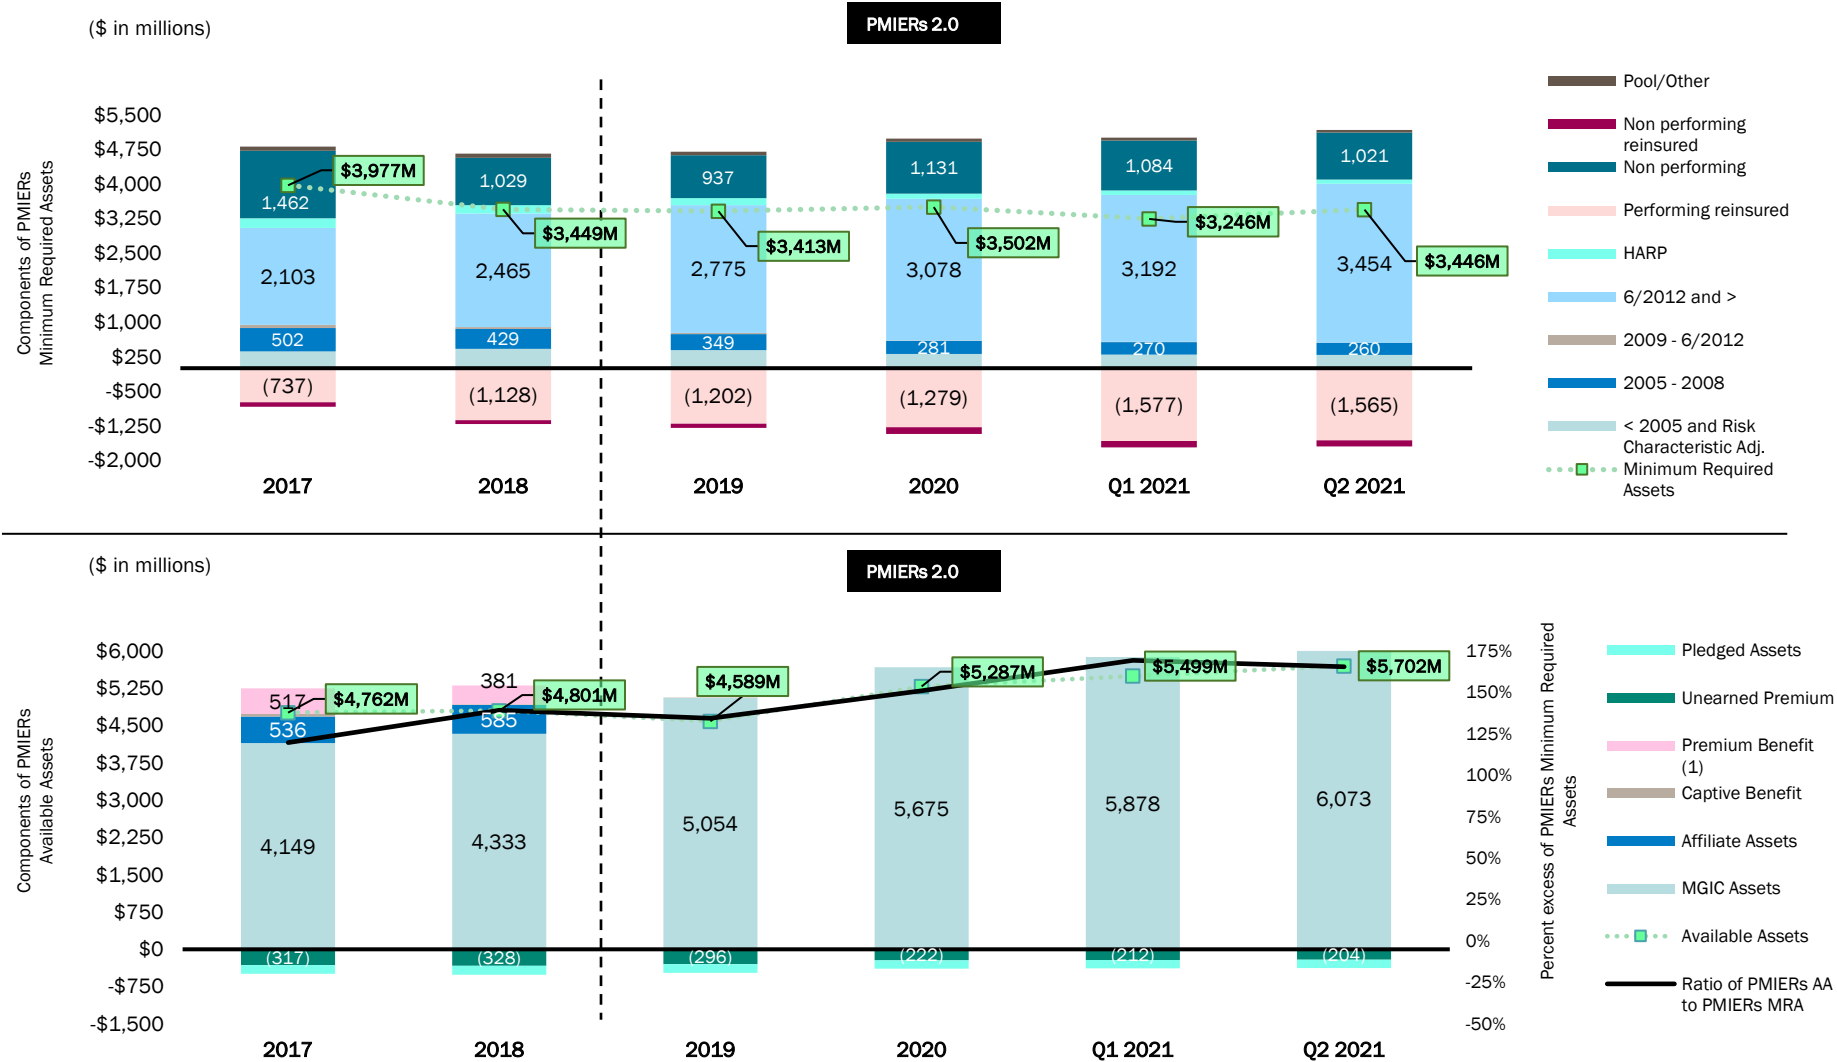 ($ in millions)
PMIERs 2.0
Components of PMIERs
Minimum Required Assets
$5,500
$4,750
$4,000
$3,250
$2,500
$1,750
$1,000
$250
-$500
-$1,250
-$2,000
1,462
2,103
502
(737)
$3,977M
1,029
2,465
429
(1,128)
$3,449M
937
2,775
349
(1,202)
$3,413M
1,131
3,078
281
(1,279)
$3,502M
1,084
3,192
270
(1,577)
$3,246M
1,021
3,454
260
(1,565)
$3,446M
2017
2018
2019
2020
Q1 2021
Q2 2021
Pool/Other
Non performing
reinsured
Non performing
Performing reinsured
HARP
6/2012 and >
2009 - 6/2012
2005 - 2008
< 2005 and Risk
Characteristic Adj.
Minimum Required
Assets
($ in millions)
PMIERs 2.0
Components of PMIERs
Available Assets
$6,000
$5,250
$4,500
$3,750
$3,000
$2,250
$1,500
$750
$0
-$750
-$1,500
517
536
4,149
(317)
$4,762M
381
585
4,333
(328)
$4,801M
5,054
(296)
$4,589M
5,675
(222)
$5,287M
5,878
(212)
$5,499M
6,073
(204)
$5,702M
2017
2018
2019
2020
Q1 2021
Q2 2021
175%
150%
125%
100%
75%
50%
25%
0%
-25%
-50%
Percent excess of PMIERs Minimum Required
Assets
Pledged Assets
Unearned Premium
Premium Benefit
(1)
Captive Benefit
Affiliate Assets
MGIC Assets
Available Assets
Ratio of PMIERs AA
to PMIERs MRA